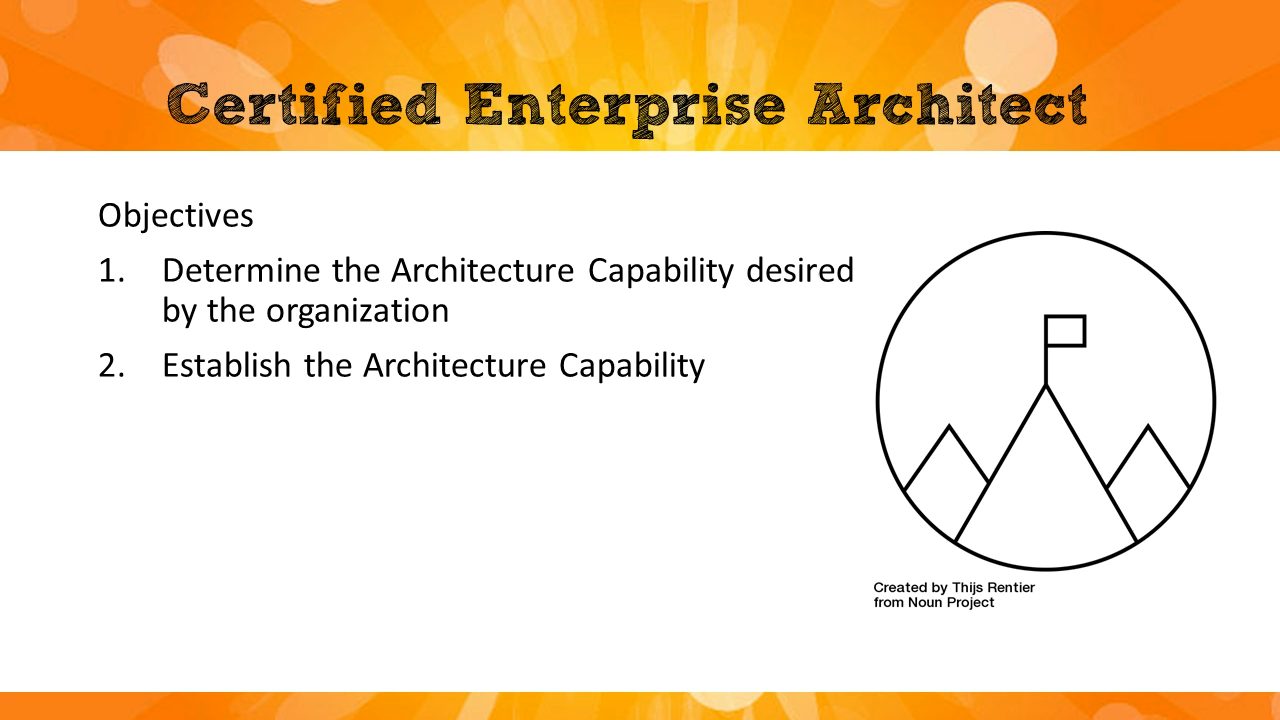 Certified Enterprise Architect
Objectives
1. Determine the Architecture Capability desired
by the organization
2. Establish the Architecture Capability
Created by Thijs Rentier
from Noun Project